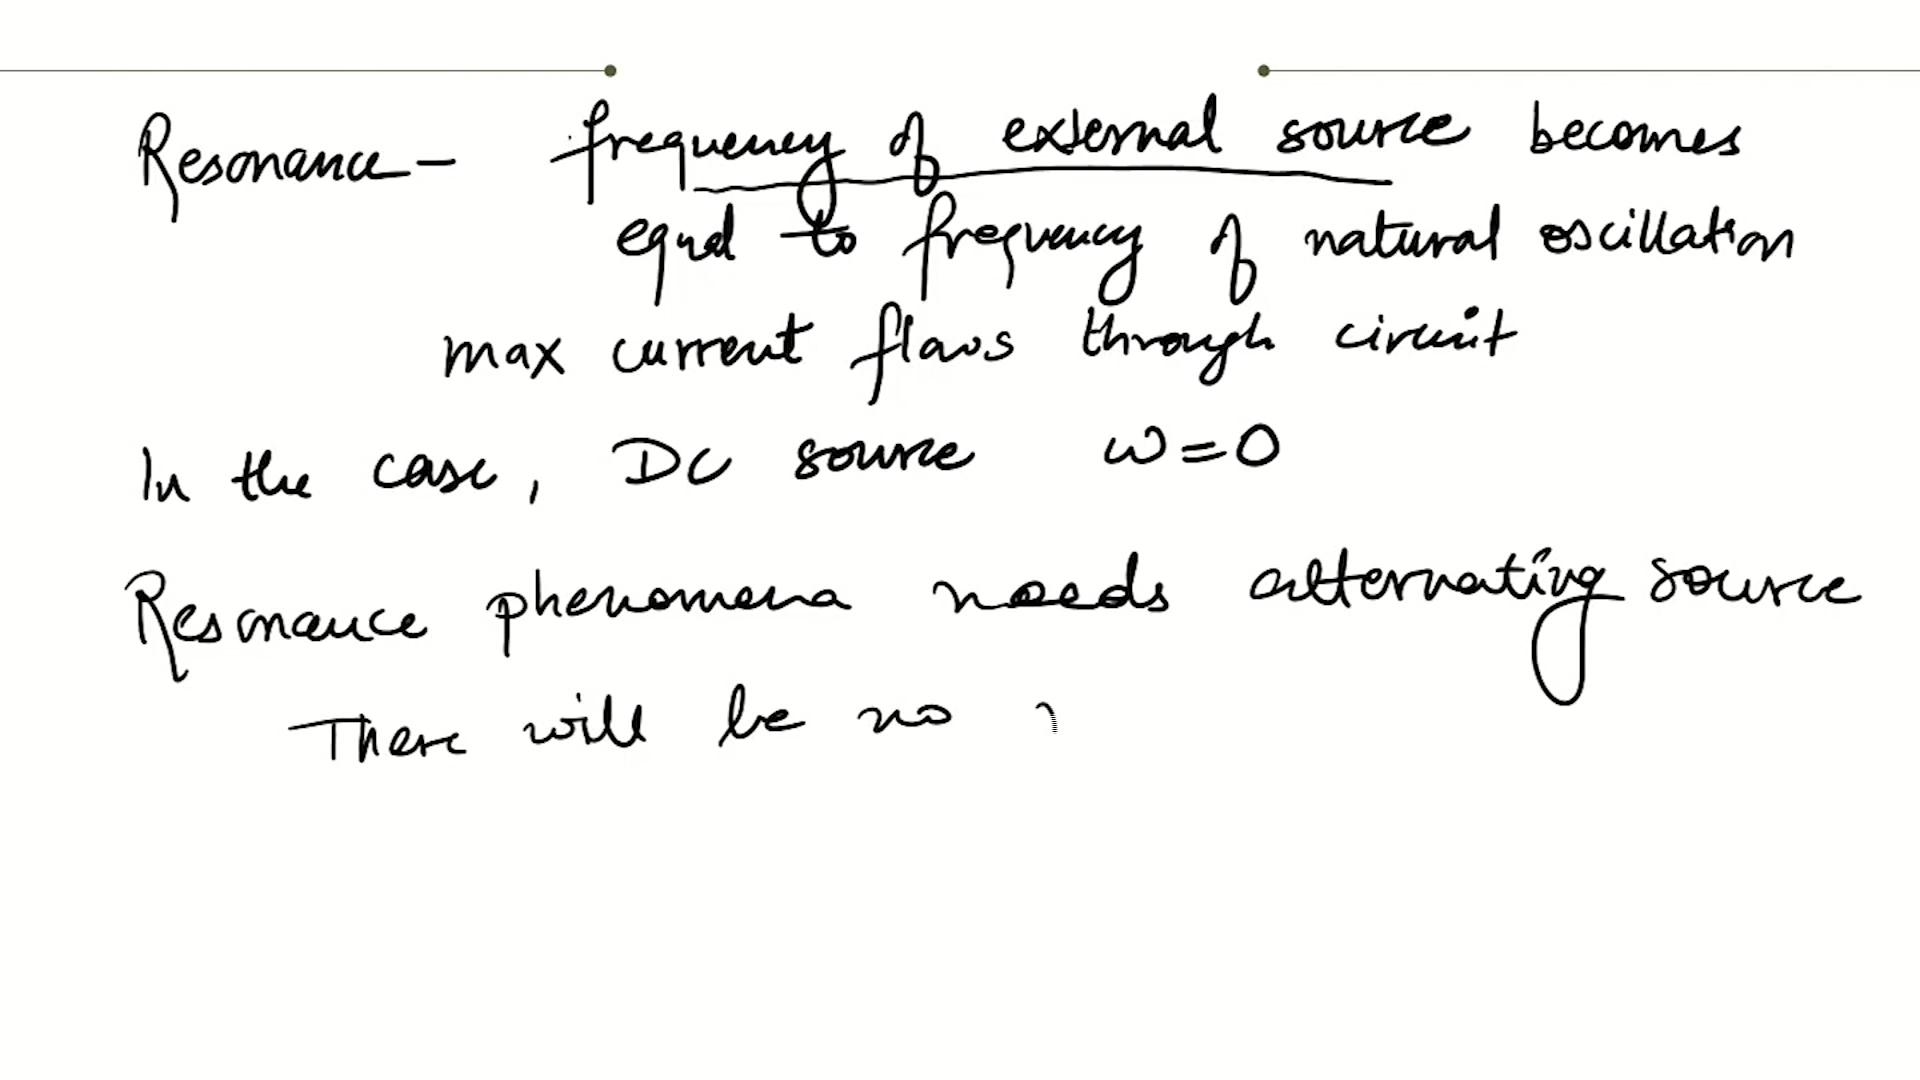 Resonance - frequency of external source becomes
equal to frequency of natural oscillation
max current flows through circuit
In the case, DC source ω = 0
Resonance phenomena needs alternating source
There will be no